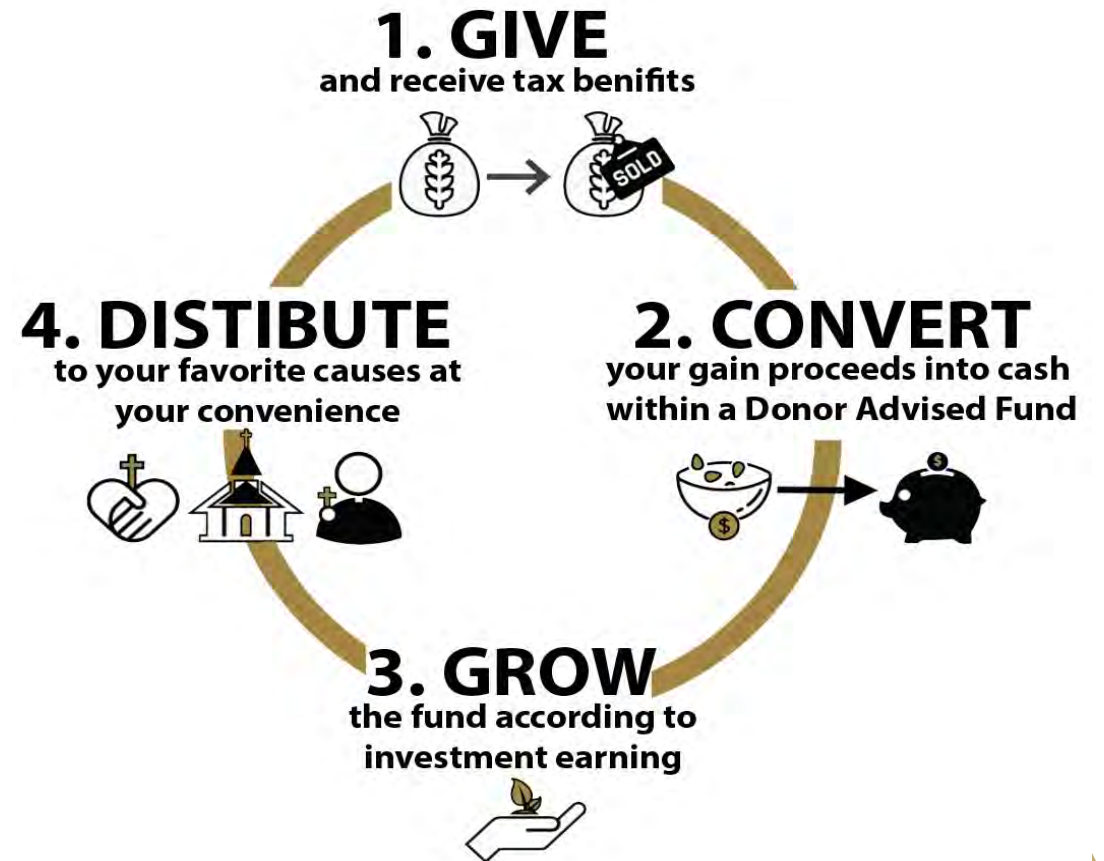 1. GIVE
and receive tax benifits
SOLD
2. CONVERT
your gain proceeds into cash
within a Donor Advised Fund
$
$
3. GROW
the fund according to
investment earning
4. DISTIBUTE
to your favorite causes at
your convenience